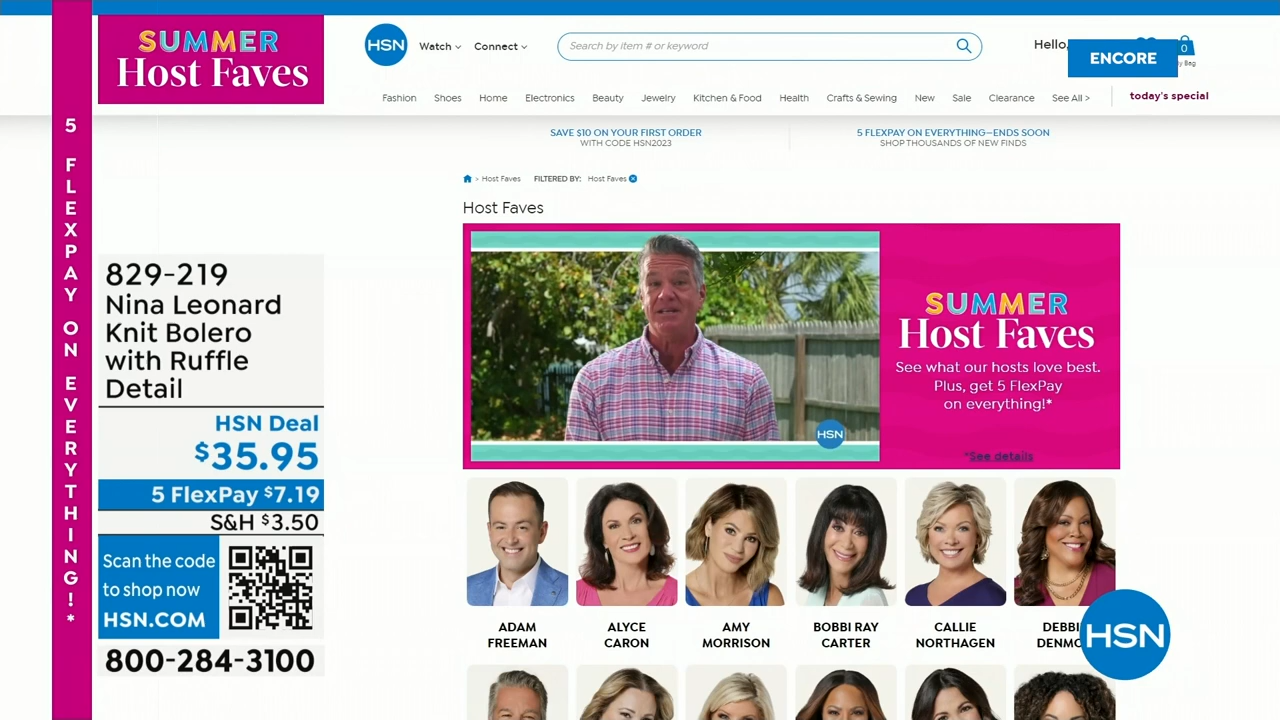 5 FLEXPAY ON EVERYTHING!*
SUMMER
Host Faves
HSN
Watch
Connect
Search by item # or keyword
Hello,
ENCORE
0
Bag
Fashion
Shoes
Home
Electronics
Beauty
Jewelry
Kitchen & Food
Health
Crafts & Sewing
New
Sale
Clearance
See All >
today's special
SAVE $10 ON YOUR FIRST ORDER
WITH CODE HSN2023
5 FLEXPAY ON EVERYTHING—ENDS SOON
SHOP THOUSANDS OF NEW FINDS
> Host Faves
FILTERED BY: Host Faves
Host Faves
829-219
Nina Leonard
Knit Bolero
with Ruffle
Detail
HSN Deal
$35.95
5 FlexPay $7.19
S&H $3.50
Scan the code
to shop now
HSN.COM
800-284-3100
HSN
SUMMER
Host Faves
See what our hosts love best.
Plus, get 5 FlexPay
on everything!*
*See details
ADAM
FREEMAN
ALYCE
CARON
AMY
MORRISON
BOBBI RAY
CARTER
CALLIE
NORTHAGEN
HSN